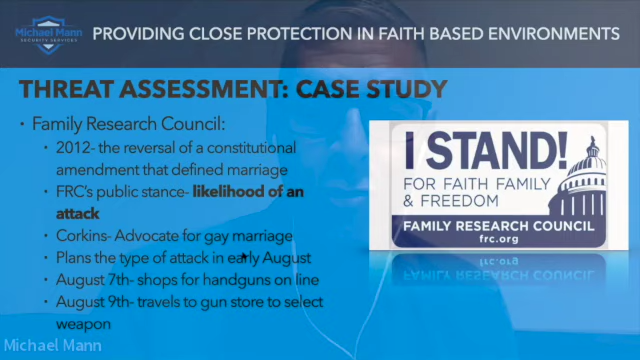 Michael Mann
SECURITY SERVICES
PROVIDING CLOSE PROTECTION IN FAITH BASED ENVIRONMENTS
THREAT ASSESSMENT: CASE STUDY
• Family Research Council:
• 2012- the reversal of a constitutional
amendment that defined marriage
• FRC's public stance- likelihood of an
attack
• Corkins- Advocate for gay marriage
• Plans the type of attack in early August
• August 7th- shops for handguns on line
• August 9th- travels to gun store to select
weapon
I STAND!
FOR FAITH FAMILY
& FREEDOM
FAMILY RESEARCH COUNCIL
frc.org
Michael Mann